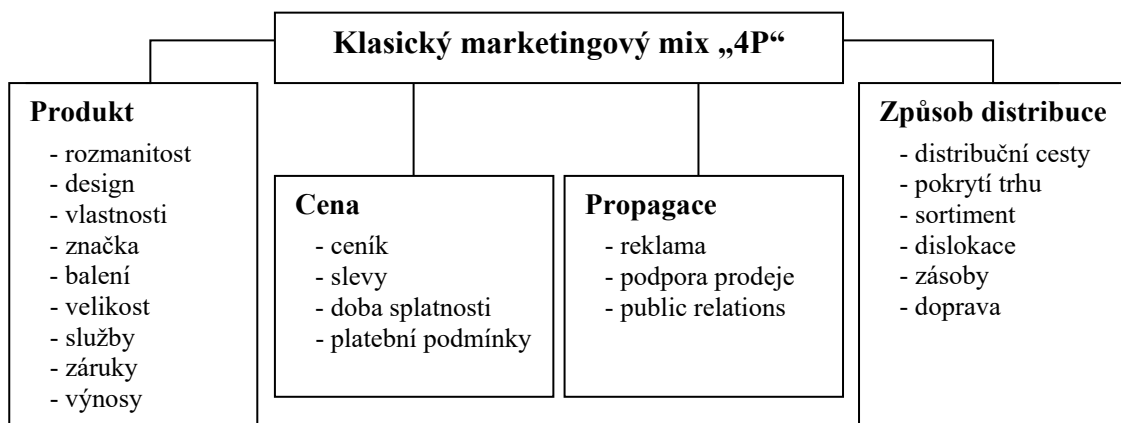 Klasický marketingový mix „4P“
Produkt
- rozmanitost
- design
- vlastnosti
- značka
- balení
- velikost
- služby
- záruky
- výnosy
Cena
- ceník
- slevy
- doba splatnosti
- platební podmínky
Propagace
- reklama
- podpora prodeje
- public relations
Způsob distribuce
- distribuční cesty
- pokrytí trhu
- sortiment
- dislokace
- zásoby
- doprava